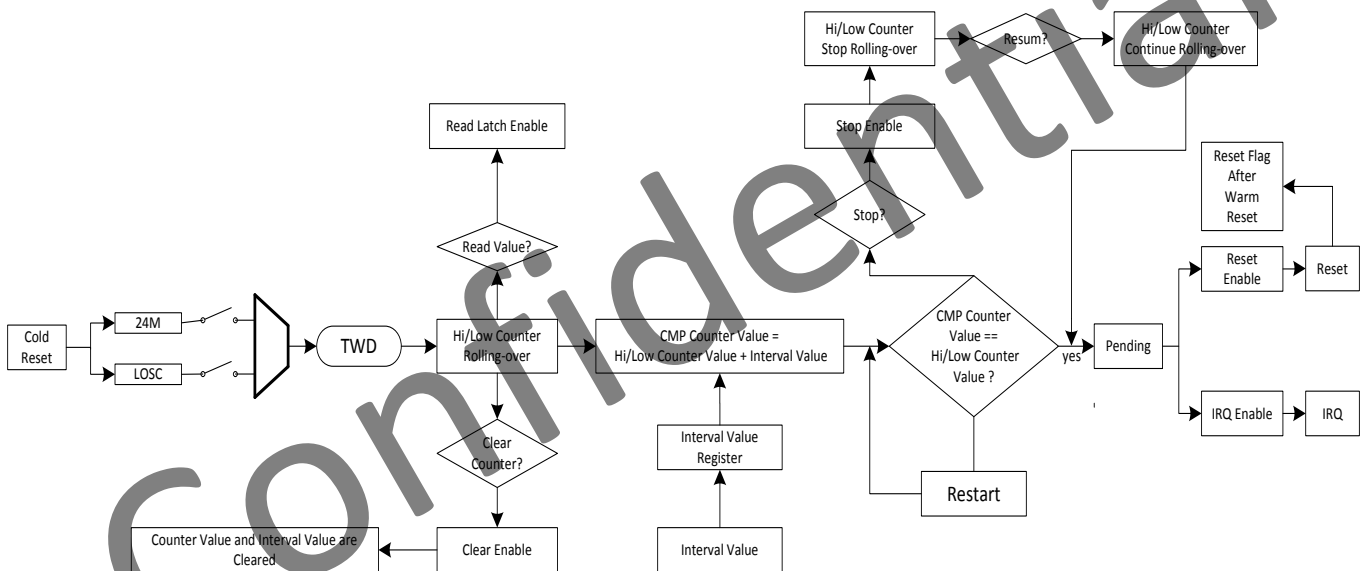 Hi/Low Counter
Stop Rolling-over
Resum?
Hi/Low Counter
Continue Rolling-over
Read Latch Enable
Stop Enable
Reset Flag
After
Warm
Reset
Stop?
Read Value?
Reset
Enable
Reset
Cold
Reset
24M
LOSC
TWD
Hi/Low Counter
Rolling-over
CMP Counter Value =
Hi/Low Counter Value + Interval Value
CMP Counter
Value ==
Hi/Low Counter
Value ?
yes
Pending
IRQ Enable
IRQ
Clear
Counter?
Interval Value
Register
Restart
Counter Value and Interval Value are
Cleared
Clear Enable
Interval Value
Confidential